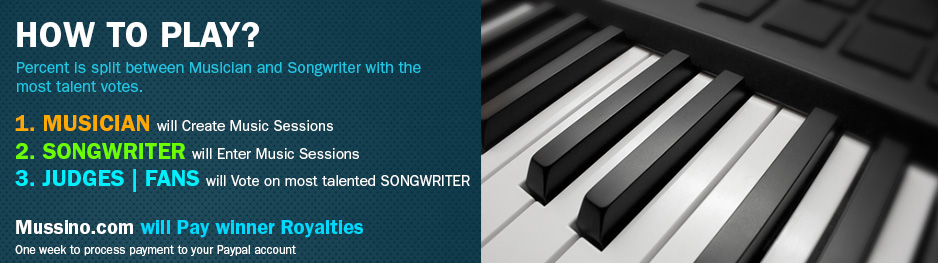 HOW TO PLAY?
Percent is split between Musician and Songwriter with the
most talent votes.
1. MUSICIAN will Create Music Sessions
2. SONGWRITER will Enter Music Sessions
3. JUDGES | FANS will Vote on most talented SONGWRITER
Mussino.com will Pay winner Royalties
One week to process payment to your Paypal account